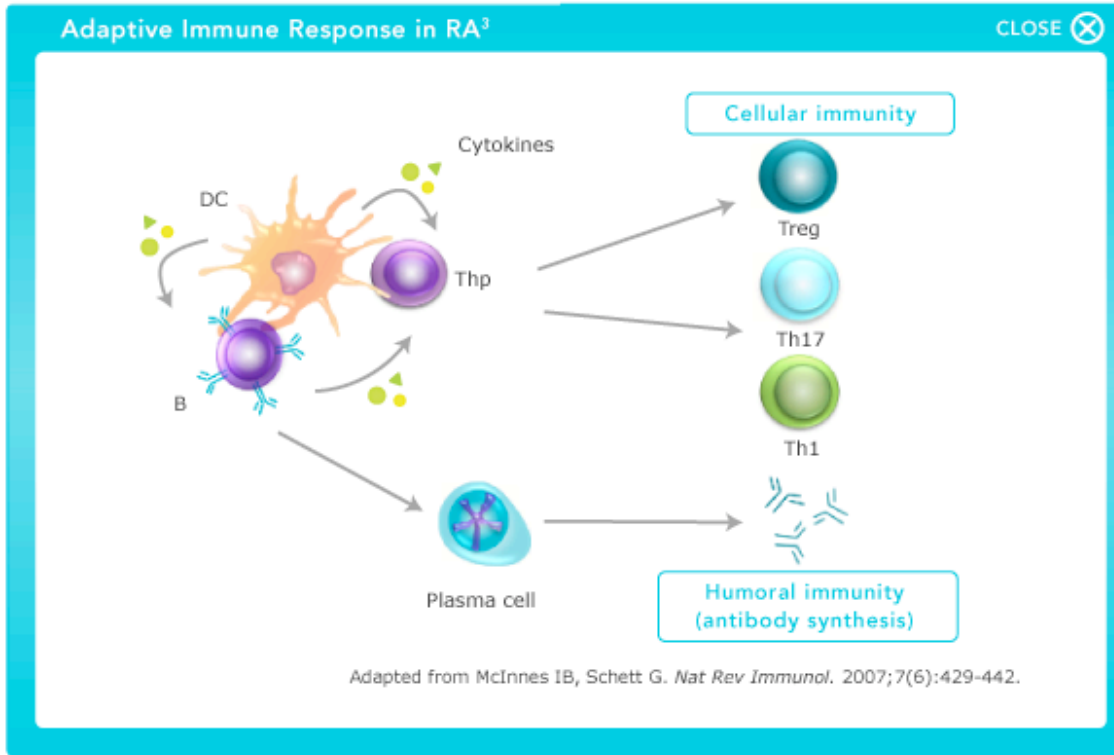 Adaptive Immune Response in RA³
CLOSE
Cellular immunity
Cytokines
DC
Treg
Thp
Th17
B
Th1
Plasma cell
Humoral immunity
(antibody synthesis)
Adapted from McInnes IB, Schett G. Nat Rev Immunol. 2007;7(6):429-442.